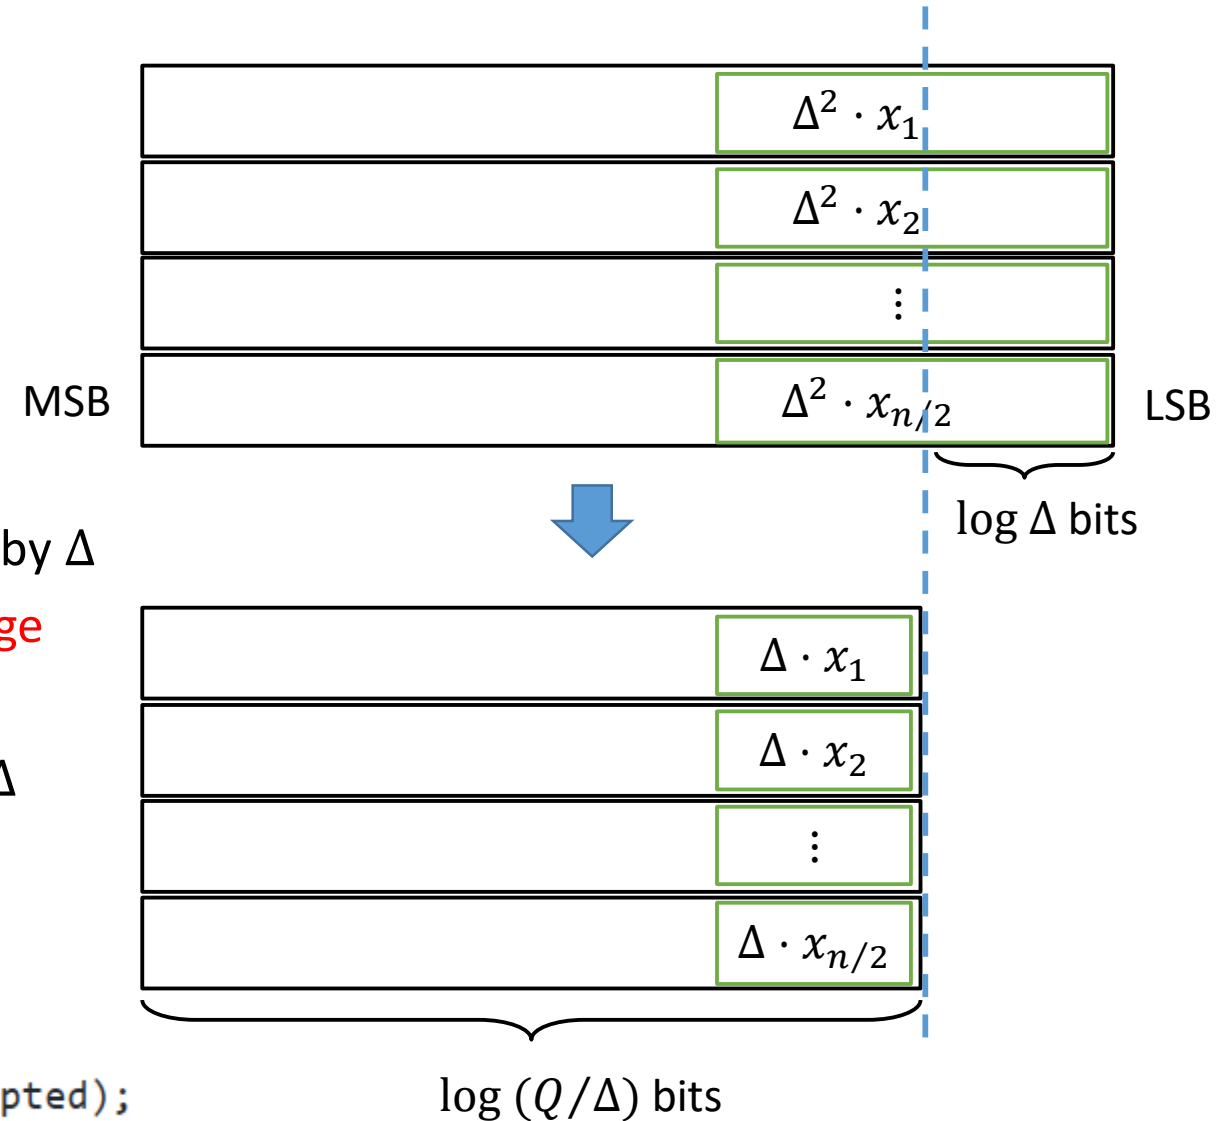 Δ² · x₁
Δ² · x₂
⋮
MSB
Δ² · xₙ/₂
LSB
log Δ bits
by Δ
ge
Δ · x₁
Δ
Δ · x₂
⋮
Δ · xₙ/₂
pted);
log (Q/Δ) bits